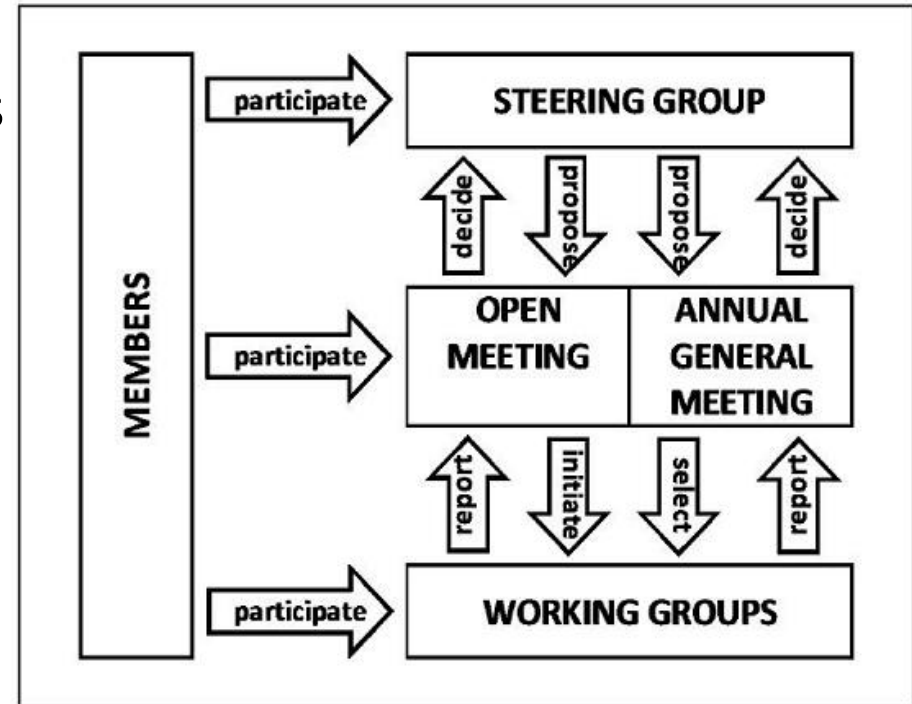 S
MEMBERS
participate
STEERING GROUP
decide
propose
propose
decide
participate
OPEN
MEETING
ANNUAL
GENERAL
MEETING
report
initiate
select
report
participate
WORKING GROUPS